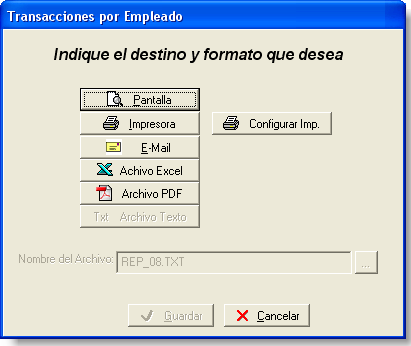 Transacciones por Empleado
Indique el destino y formato que desea
Pantalla
Impresora
Configurar Imp.
E-Mail
Achivo Excel
Archivo PDF
Txt Archivo Texto
Nombre del Archivo: REP_08.TXT ...
Guardar
Cancelar